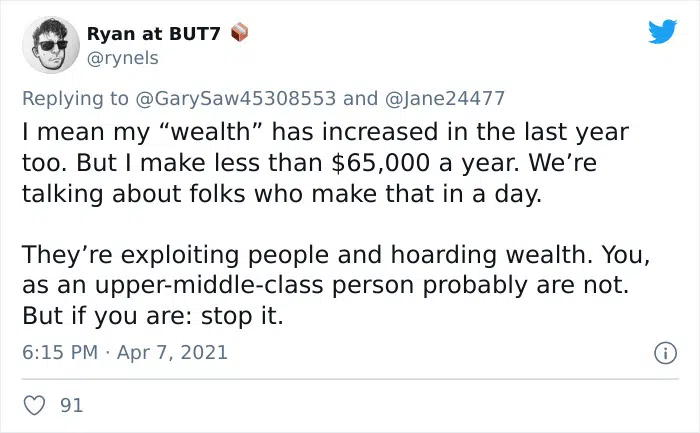 Ryan at BUT7 📦
@rynels
Replying to @GarySaw45308553 and @Jane24477
I mean my “wealth” has increased in the last year
too. But I make less than $65,000 a year. We’re
talking about folks who make that in a day.
They’re exploiting people and hoarding wealth. You,
as an upper-middle-class person probably are not.
But if you are: stop it.
6:15 PM · Apr 7, 2021
91